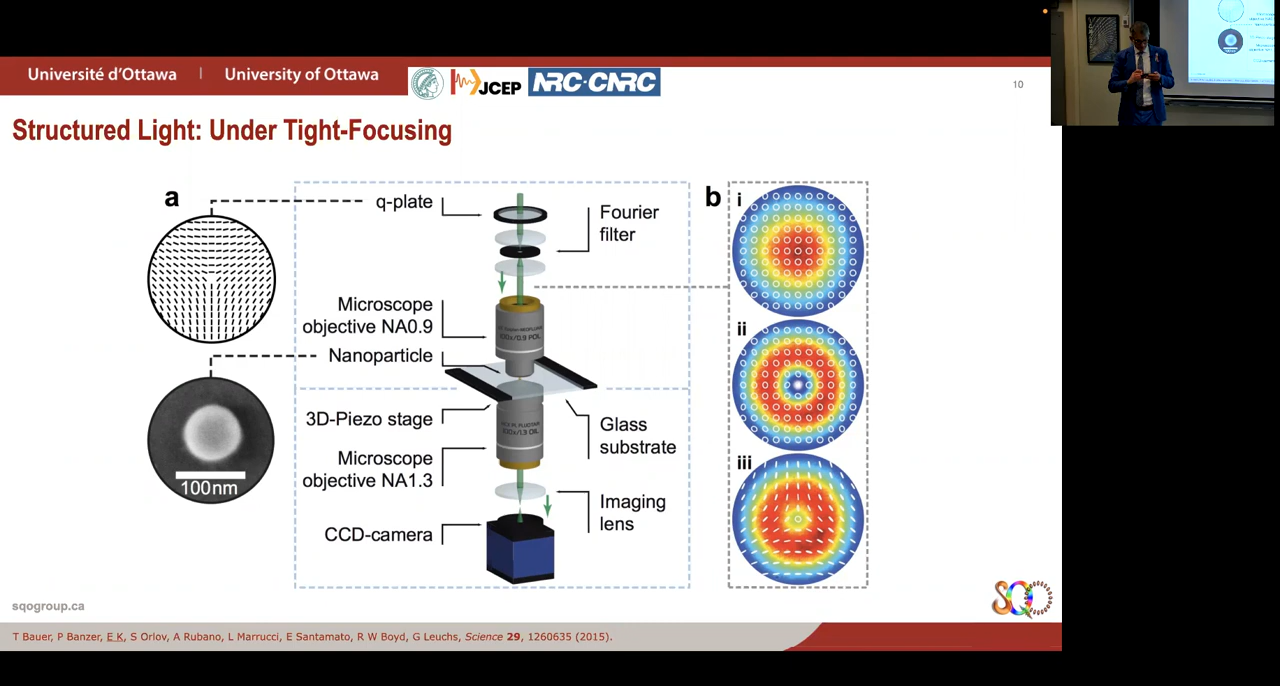 Université d'Ottawa | University of Ottawa
JCEP
NRC·CNRC
10
Structured Light: Under Tight-Focusing
a
q-plate
Fourier
filter
Microscope
objective NA0.9
Nanoparticle
3D-Piezo stage
Microscope
objective NA1.3
CCD-camera
Glass
substrate
Imaging
lens
100nm
b
i
ii
iii
sqogroup.ca
SQO
T Bauer, P Banzer, E K, S Orlov, A Rubano, L Marrucci, E Santamato, R W Boyd, G Leuchs, Science 29, 1260635 (2015).